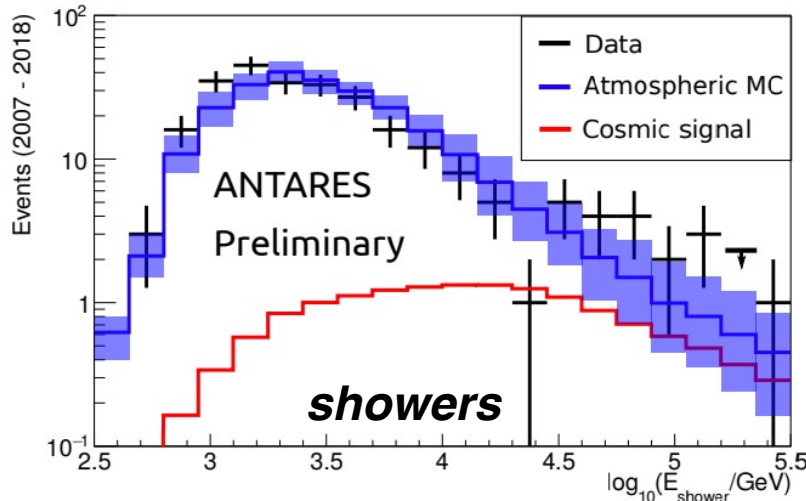 Events (2007 - 2018)
10²
10
1
10⁻¹
Data
Atmospheric MC
Cosmic signal
ANTARES
Preliminary
showers
2.5 3 3.5 4 4.5 5 5.5
log₁₀(E_shower/GeV)